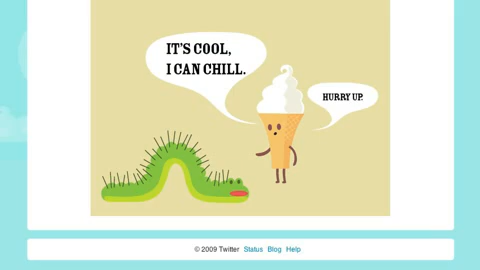 IT'S COOL,
I CAN CHILL.
HURRY UP.
© 2009 Twitter Status Blog Help